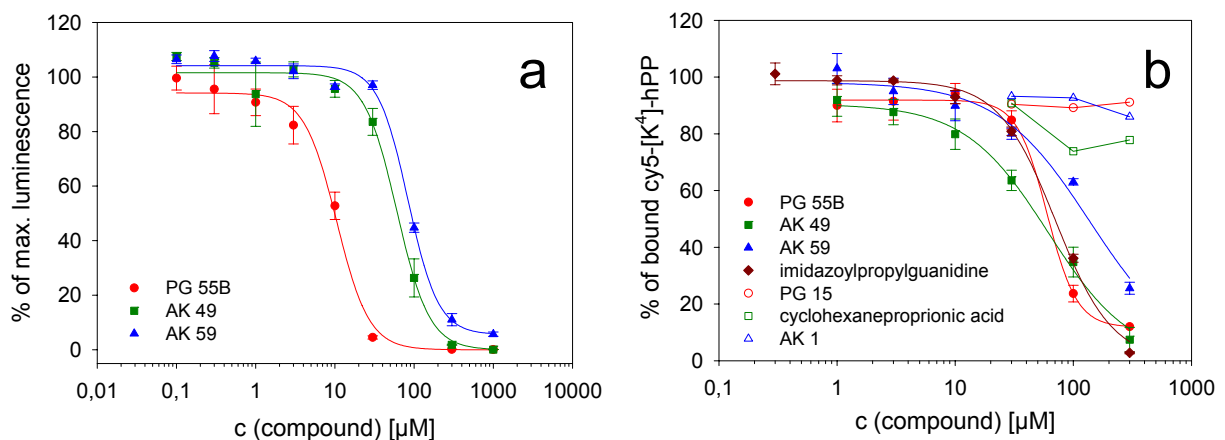 a
% of max. luminescence
120
100
80
60
40
20
0
PG 55B
AK 49
AK 59
0,01
0,1
1
10
100
1000
10000
c (compound) [µM]
b
% of bound cy5-[K⁴]-hPP
120
100
80
60
40
20
0
PG 55B
AK 49
AK 59
imidazoylpropylguanidine
PG 15
cyclohexaneproprionic acid
AK 1
0,1
1
10
100
1000
c (compound) [µM]